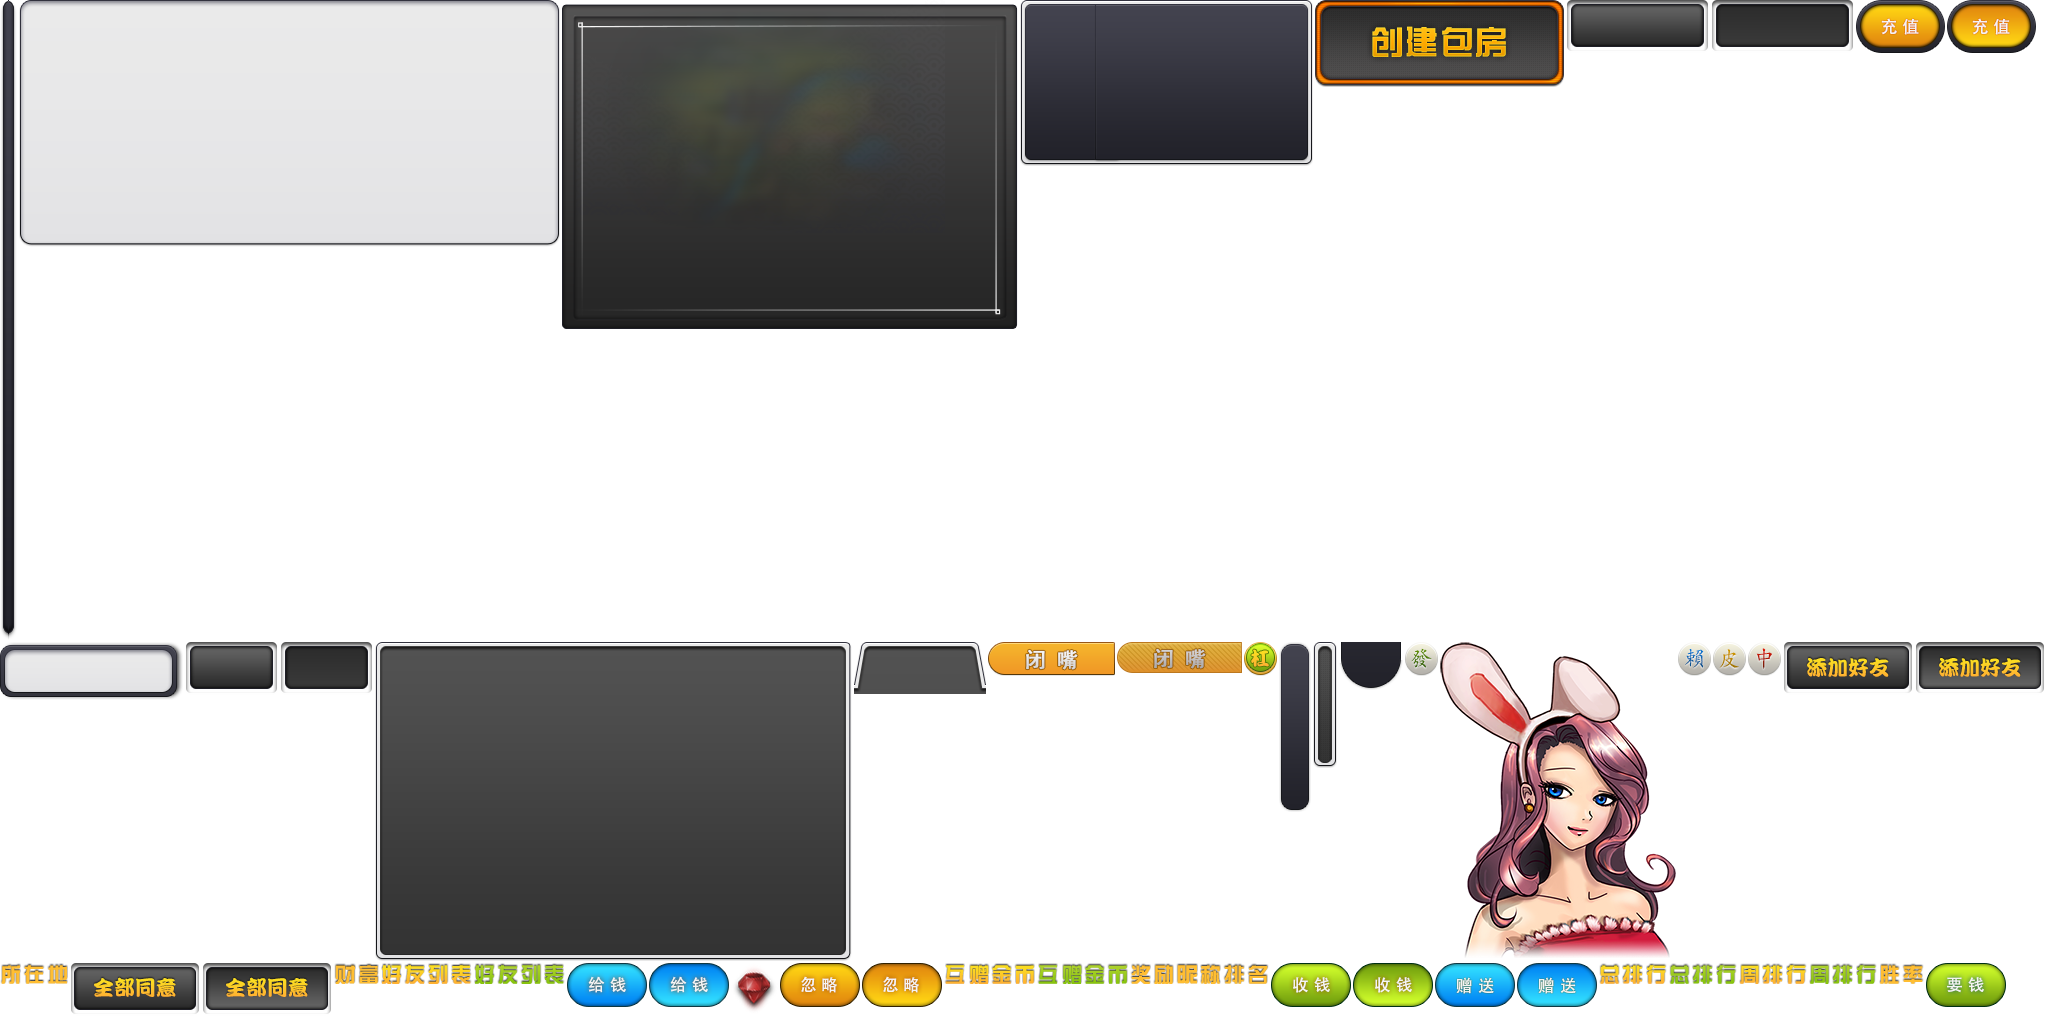 创建包房
充值
充值
闭嘴
闭嘴
杠
發
賴
皮
中
添加好友
添加好友
所在地
全部同意
全部同意
财富
好友列表
好友列表
给钱
给钱
忽略
忽略
互赠金币
互赠金币
奖励
昵称
排名
收钱
收钱
赠送
赠送
总排行
总排行
周排行
周排行
胜率
要钱